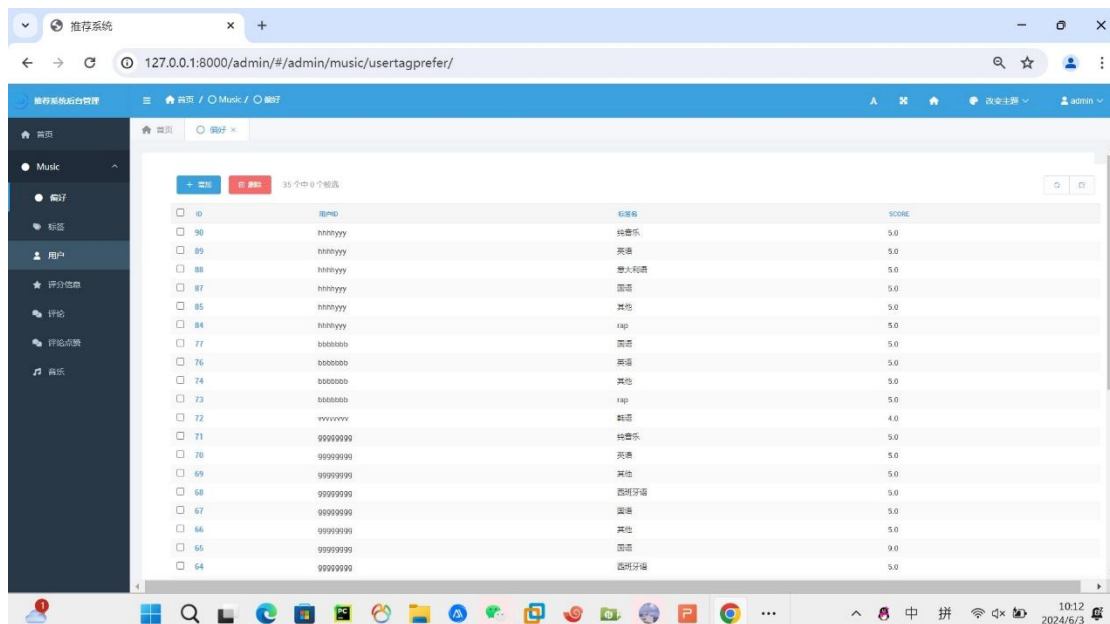 推荐系统
127.0.0.1:8000/admin/#/admin/music/usertagprefer/
推荐系统后台管理
首页 / Music / 偏好
改变主题
admin
首页
偏好
首页
Music
偏好
标签
用户
评分信息
评论
评论点赞
音乐
增加 删除 35 个中 0 个被选
ID 用户ID 标签名 SCORE
90 hhhhyyy 纯音乐 5.0
89 hhhhyyy 英语 5.0
88 hhhhyyy 意大利语 5.0
87 hhhhyyy 国语 5.0
85 hhhhyyy 其他 5.0
84 hhhhyyy rap 5.0
77 bbbbbbb 国语 5.0
76 bbbbbbb 英语 5.0
74 bbbbbbb 其他 5.0
73 bbbbbbb rap 5.0
72 vvvvvvvv 韩语 4.0
71 gggggggg 纯音乐 5.0
70 gggggggg 英语 5.0
69 gggggggg 其他 5.0
68 gggggggg 西班牙语 5.0
67 gggggggg 国语 5.0
66 gggggggg 其他 5.0
65 gggggggg 国语 9.0
64 gggggggg 西班牙语 5.0
中 拼 10:12
2024/6/3